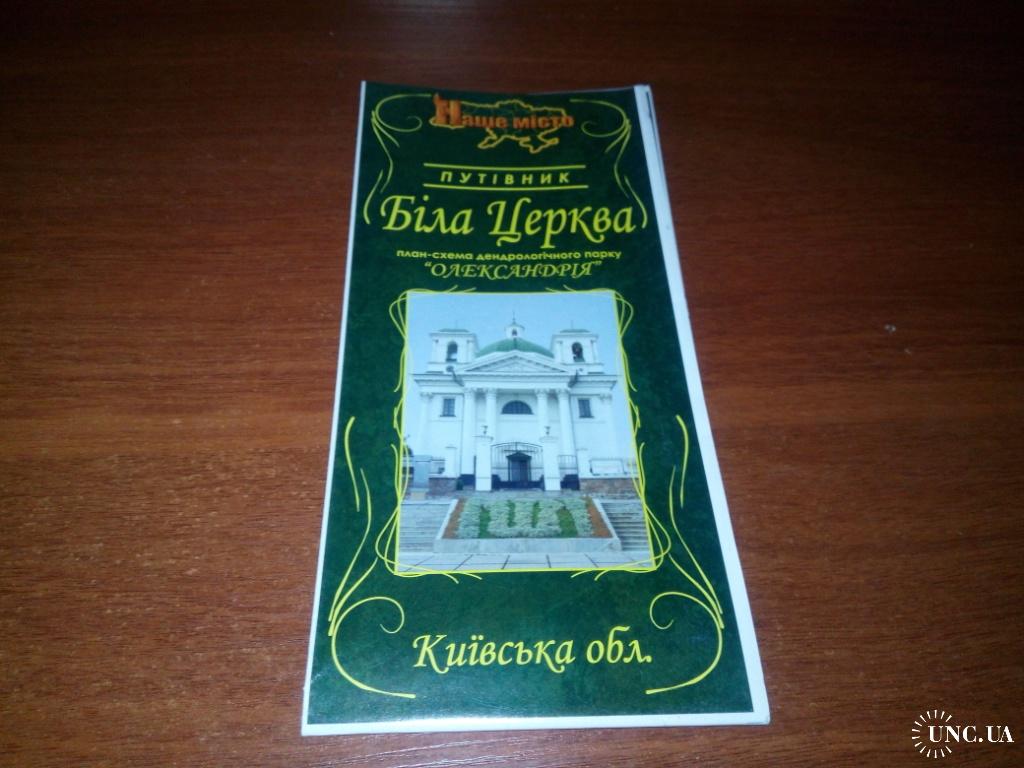 Наше місто
ПУТІВНИК
Біла Церква
план-схема дендрологічного парку
"ОЛЕКСАНДРІЯ"
Київська обл.
UNC.UA